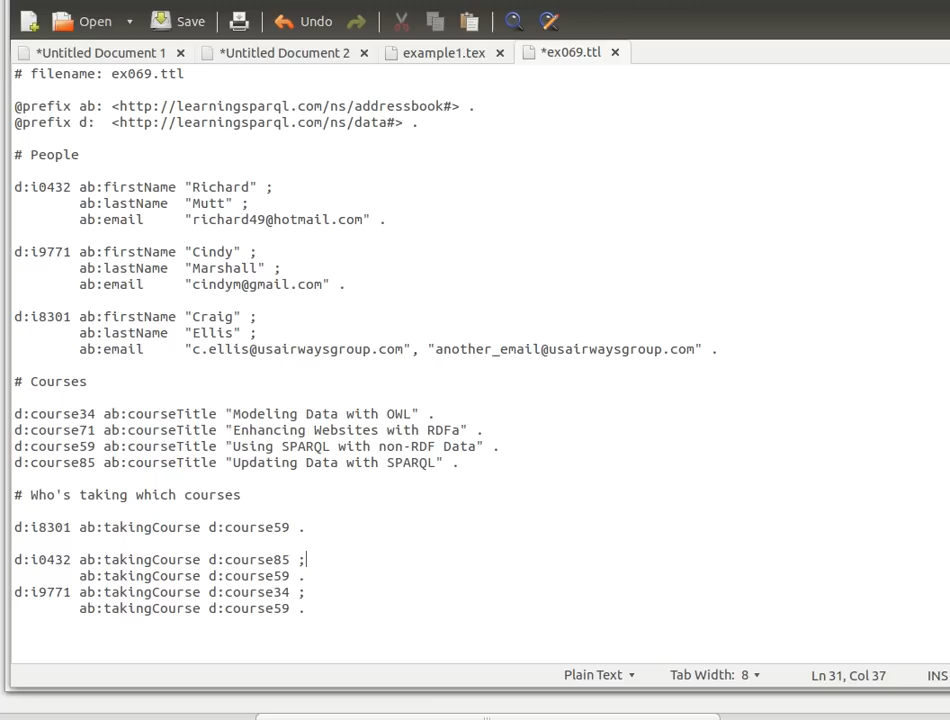 Open Save Undo
*Untitled Document 1 × *Untitled Document 2 × example1.tex × *ex069.ttl ×
# filename: ex069.ttl
@prefix ab: <http://learningsparql.com/ns/addressbook#> .
@prefix d:  <http://learningsparql.com/ns/data#> .
# People
d:i0432 ab:firstName "Richard" ;
        ab:lastName  "Mutt" ;
        ab:email     "richard49@hotmail.com" .
d:i9771 ab:firstName "Cindy" ;
        ab:lastName  "Marshall" ;
        ab:email     "cindym@gmail.com" .
d:i8301 ab:firstName "Craig" ;
        ab:lastName  "Ellis" ;
        ab:email     "c.ellis@usairwaysgroup.com", "another_email@usairwaysgroup.com" .
# Courses
d:course34 ab:courseTitle "Modeling Data with OWL" .
d:course71 ab:courseTitle "Enhancing Websites with RDFa" .
d:course59 ab:courseTitle "Using SPARQL with non-RDF Data" .
d:course85 ab:courseTitle "Updating Data with SPARQL" .
# Who's taking which courses
d:i8301 ab:takingCourse d:course59 .
d:i0432 ab:takingCourse d:course85 ;
        ab:takingCourse d:course59 .
d:i9771 ab:takingCourse d:course34 ;
        ab:takingCourse d:course59 .
Plain Text Tab Width: 8 Ln 31, Col 37 INS